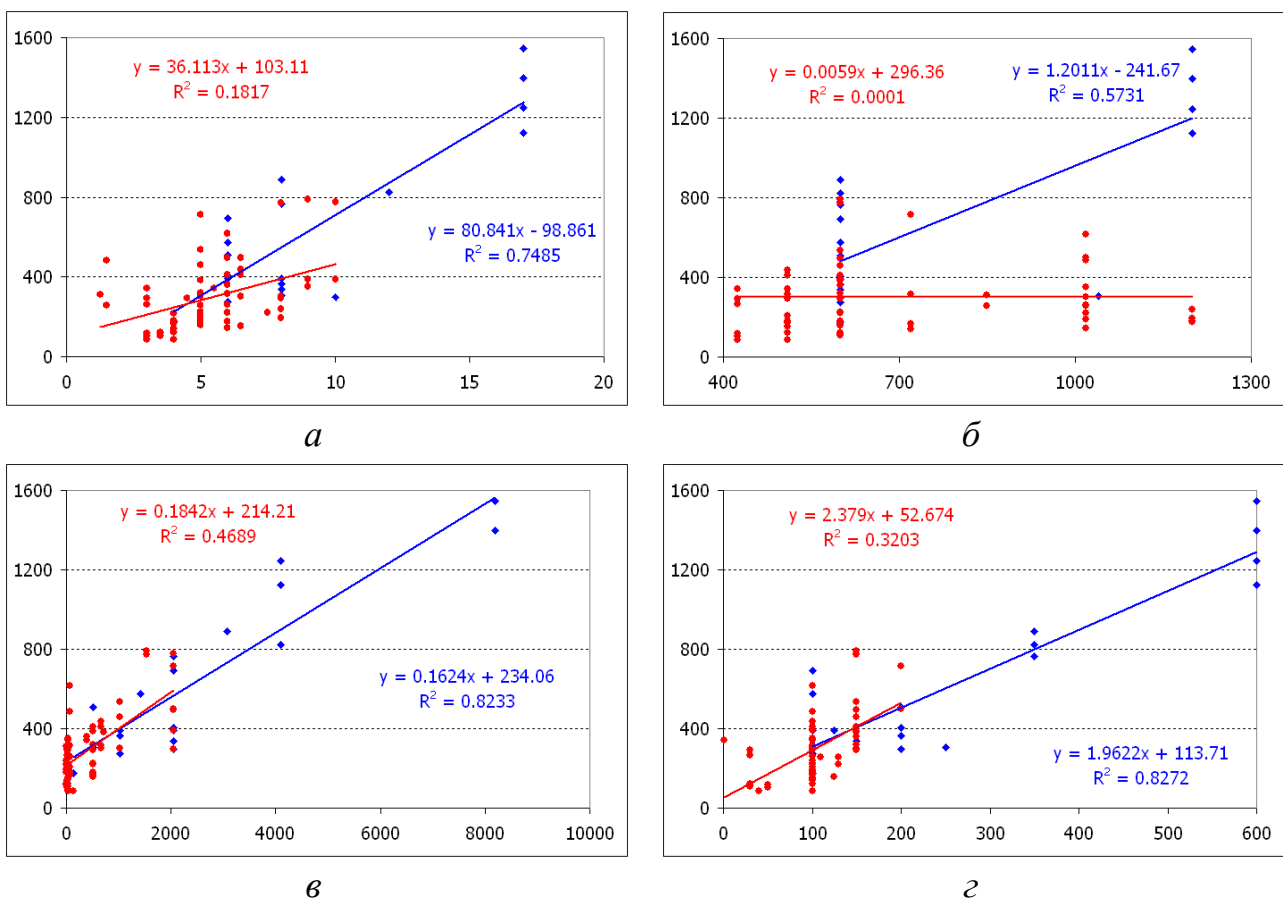 1600
1200
800
400
0
0 5 10 15 20
y = 36.113x + 103.11
R² = 0.1817
y = 80.841x - 98.861
R² = 0.7485
а
1600
1200
800
400
0
400 700 1000 1300
y = 0.0059x + 296.36
R² = 0.0001
y = 1.2011x - 241.67
R² = 0.5731
б
1600
1200
800
400
0
0 2000 4000 6000 8000 10000
y = 0.1842x + 214.21
R² = 0.4689
y = 0.1624x + 234.06
R² = 0.8233
в
1600
1200
800
400
0
0 100 200 300 400 500 600
y = 2.379x + 52.674
R² = 0.3203
y = 1.9622x + 113.71
R² = 0.8272
г